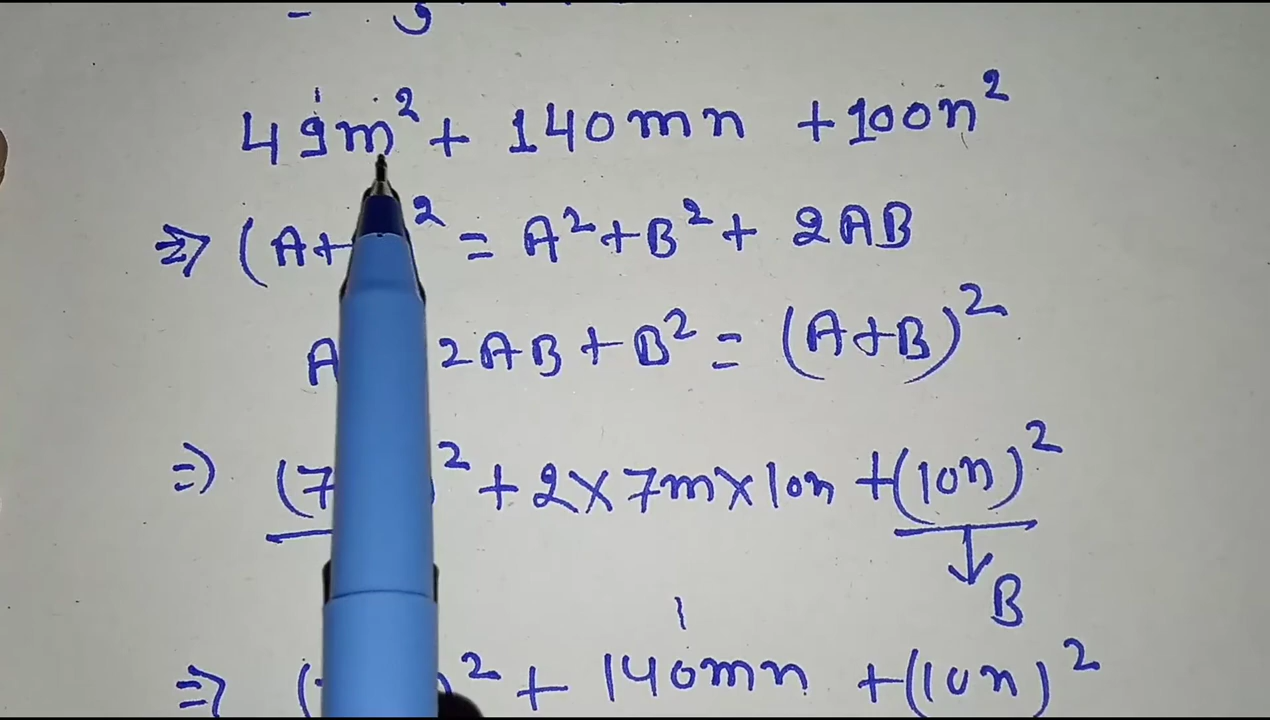 49m² + 140mn + 100n²
=> (A+ ² = A² + B² + 2AB
A 2AB + B² = (A+B)²
=> (7 ² + 2×7m×10n + (10n)²
B
=> ( )² + 140mn + (10n)²